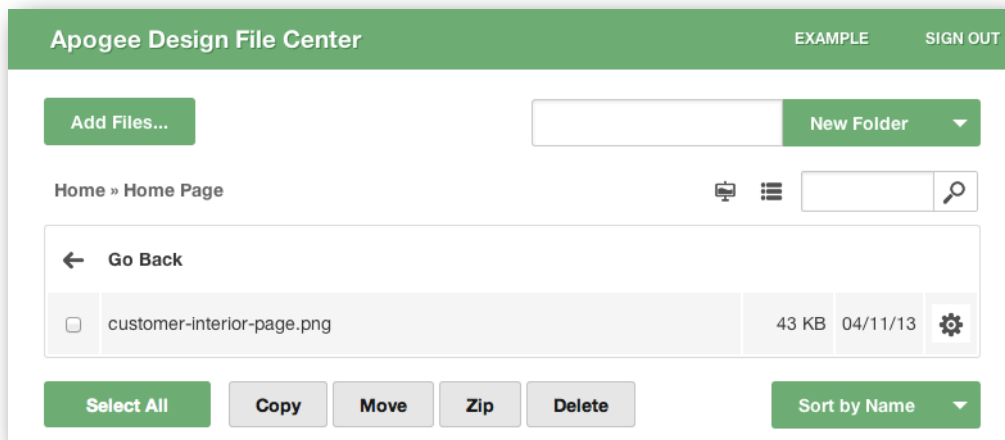 Apogee Design File Center EXAMPLE SIGN OUT
Add Files... New Folder
Home » Home Page
Go Back
customer-interior-page.png 43 KB 04/11/13
Select All Copy Move Zip Delete Sort by Name